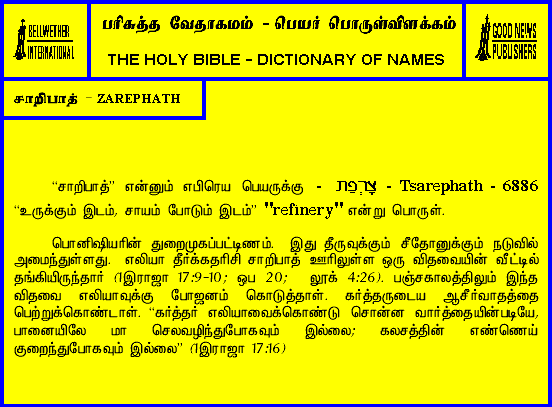 BELLWETHER
INTERNATIONAL
பரிசுத்த வேதாகமம் - பெயர் பொருள்விளக்கம்
THE HOLY BIBLE - DICTIONARY OF NAMES
GOOD NEWS
PUBLISHERS
சாறிபாத் - ZAREPHATH
“சாறிபாத்” என்னும் எபிரெய பெயருக்கு - צָרְפַת - Tsarephath - 6886
“உருக்கும் இடம், சாயம் போடும் இடம்” "refinery" என்று பொருள்.
பொனிஷியரின் துறைமுகப்பட்டிணம். இது தீருவுக்கும் சீதோனுக்கும் நடுவில்
அமைந்துள்ளது. எலியா தீர்க்கதரிசி சாறிபாத் ஊரிலுள்ள ஒரு விதவையின் வீட்டில்
தங்கியிருந்தார் (1இராஜா 17:9-10; ஒப 20; லூக் 4:26). பஞ்சகாலத்திலும் இந்த
விதவை எலியாவுக்கு போஜனம் கொடுத்தாள். கர்த்தருடைய ஆசீர்வாதத்தை
பெற்றுக்கொண்டாள். “கர்த்தர் எலியாவைக்கொண்டு சொன்ன வார்த்தையின்படியே,
பானையிலே மா செலவழிந்துபோகவும் இல்லை; கலசத்தின் எண்ணெய்
குறைந்துபோகவும் இல்லை” (1இராஜா 17:16)